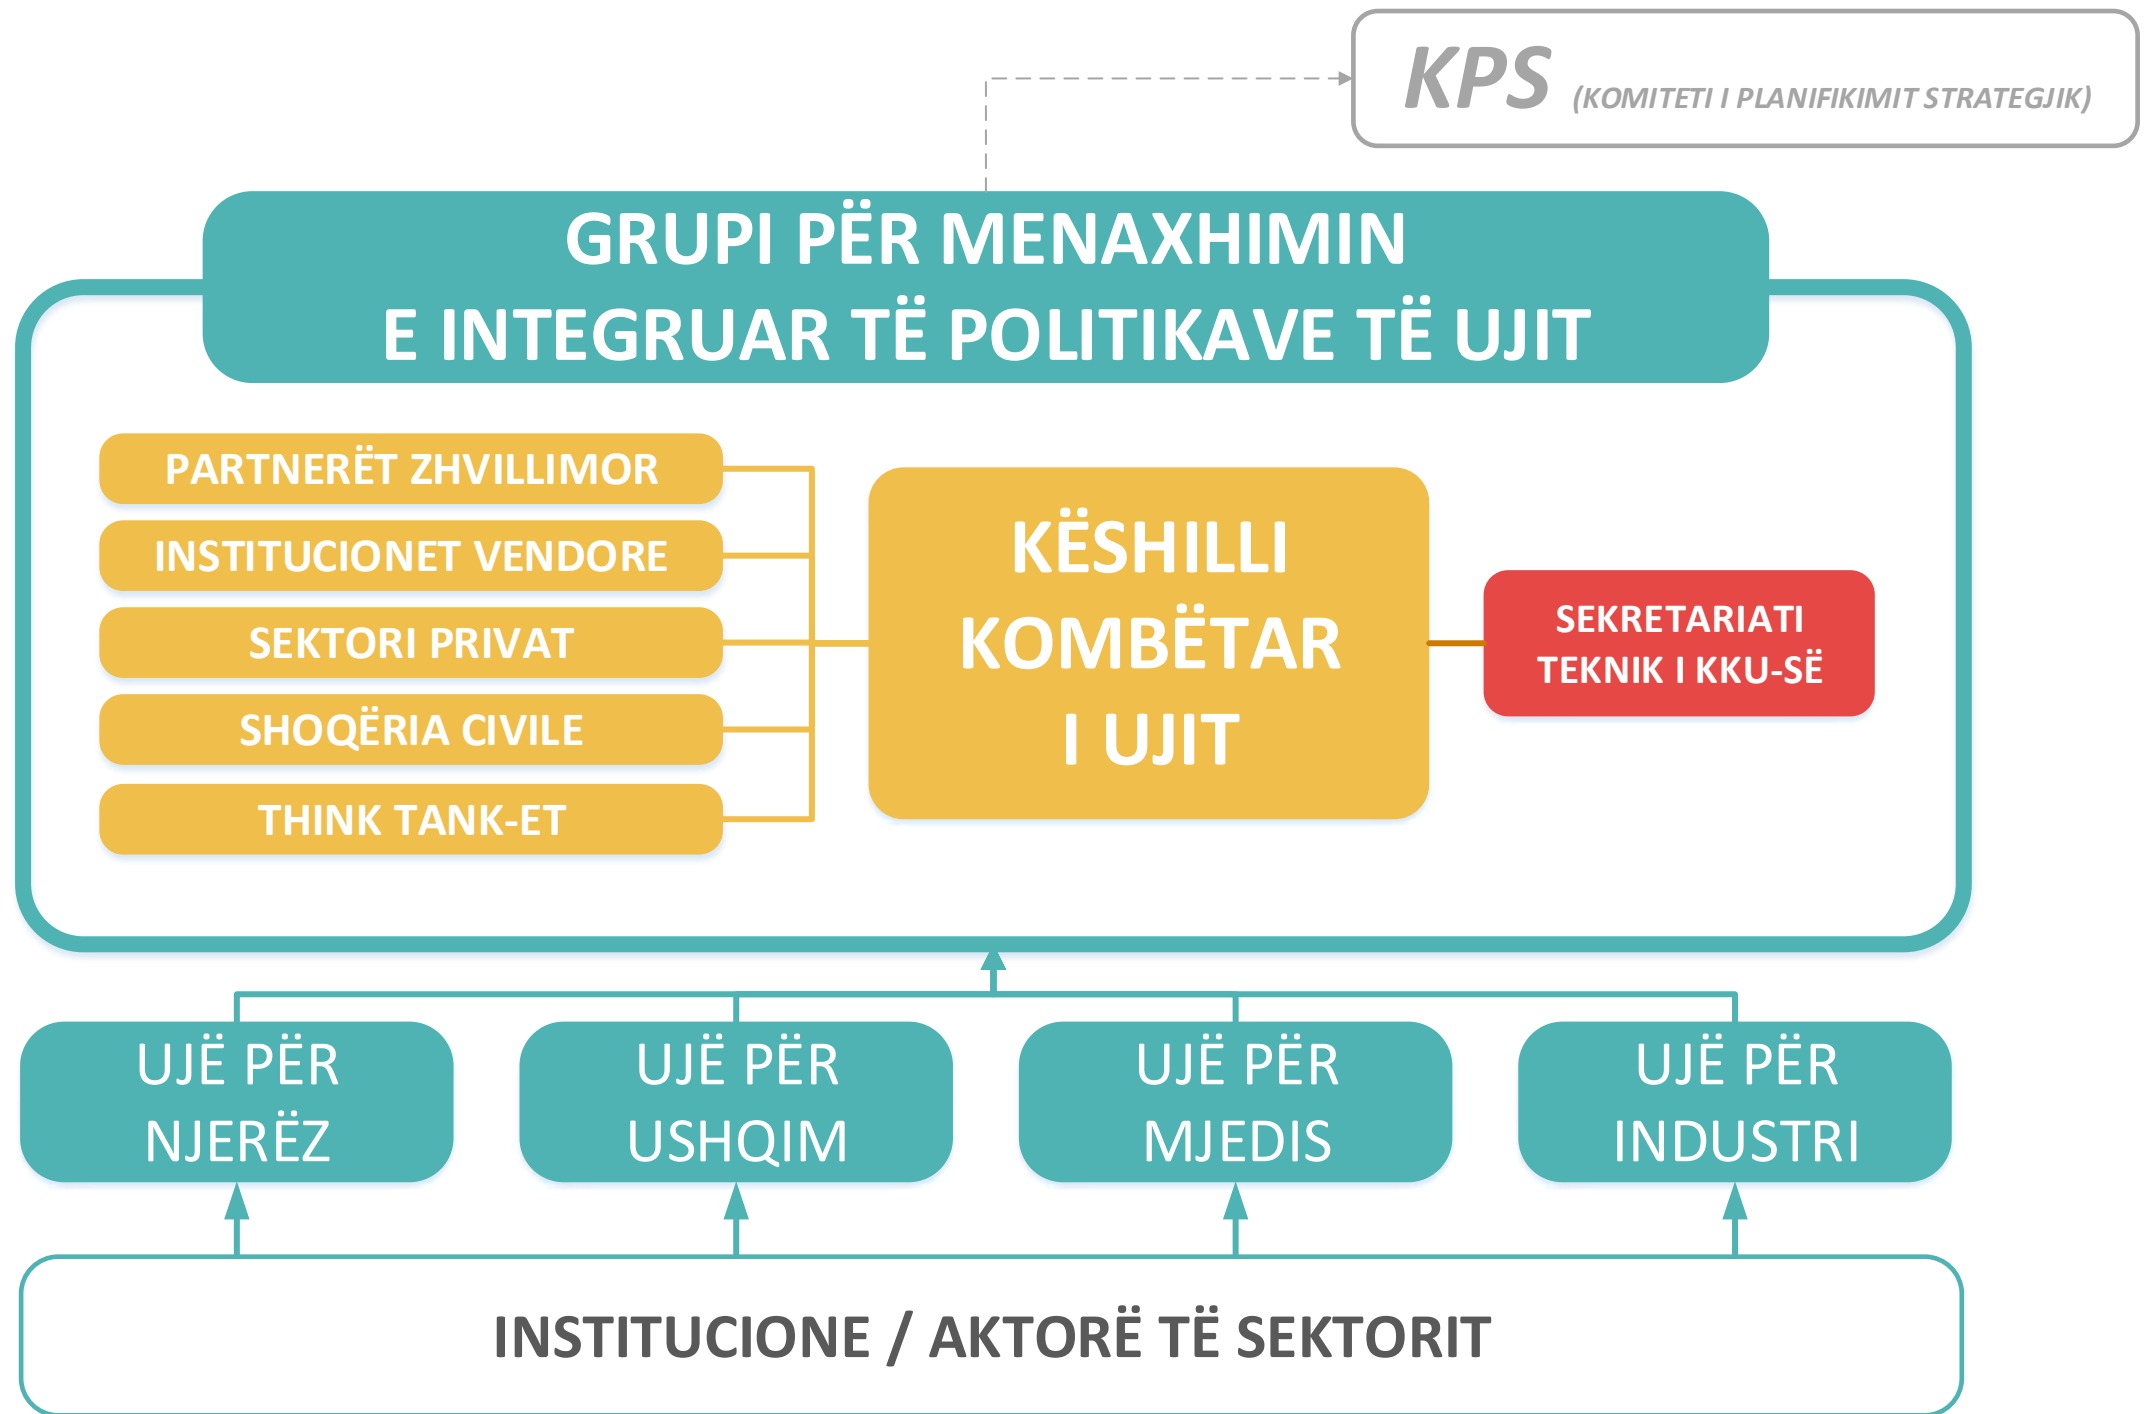 KPS (KOMITETI I PLANIFIKIMIT STRATEGJIK)
GRUPI PËR MENAXHIMIN
E INTEGRUAR TË POLITIKAVE TË UJIT
PARTNERËT ZHVILLIMOR
INSTITUCIONET VENDORE
SEKTORI PRIVAT
SHOQËRIA CIVILE
THINK TANK-ET
KËSHILLI
KOMBËTAR
I UJIT
SEKRETARIATI
TEKNIK I KKU-SË
UJË PËR
NJERËZ
UJË PËR
USHQIM
UJË PËR
MJEDIS
UJË PËR
INDUSTRI
INSTITUCIONE / AKTORË TË SEKTORIT